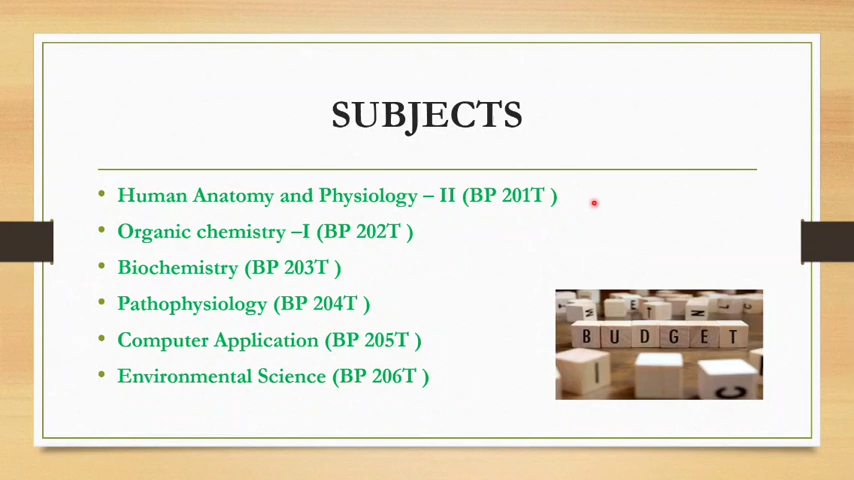 SUBJECTS
• Human Anatomy and Physiology – II (BP 201T )
• Organic chemistry –I (BP 202T )
• Biochemistry (BP 203T )
• Pathophysiology (BP 204T )
• Computer Application (BP 205T )
• Environmental Science (BP 206T )
BUDGET